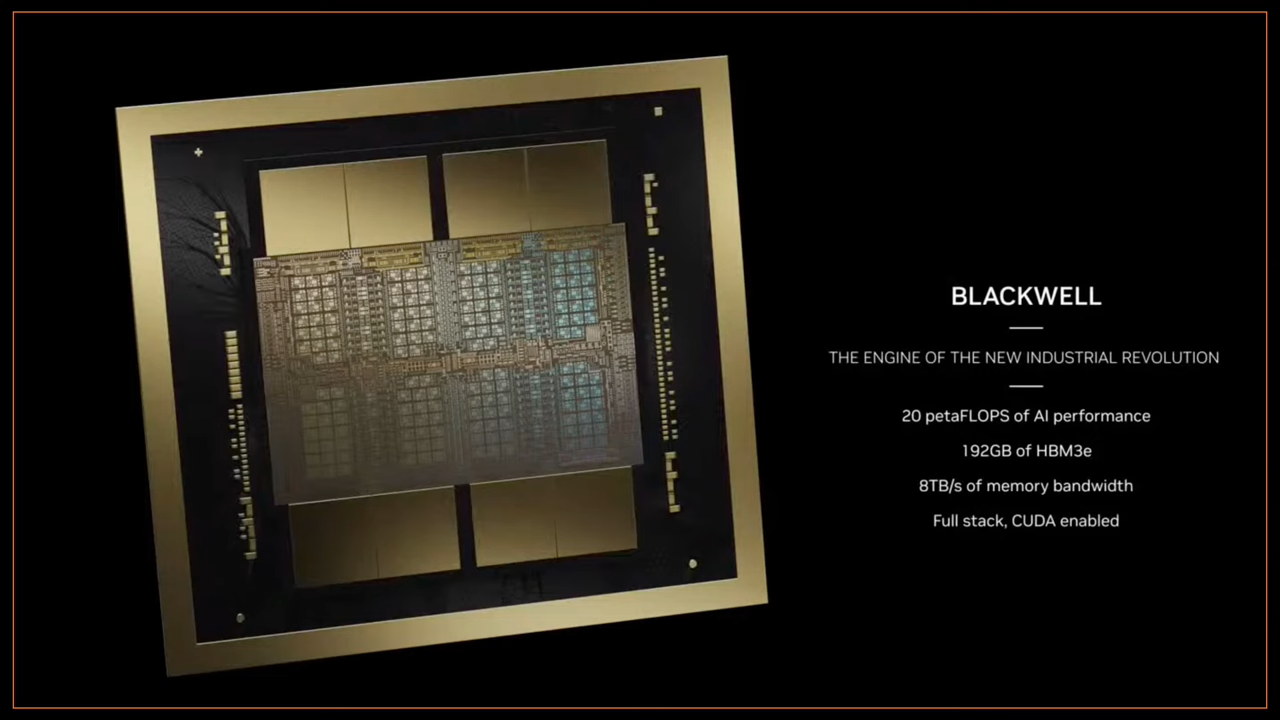 BLACKWELL
THE ENGINE OF THE NEW INDUSTRIAL REVOLUTION
20 petaFLOPS of AI performance
192GB of HBM3e
8TB/s of memory bandwidth
Full stack, CUDA enabled